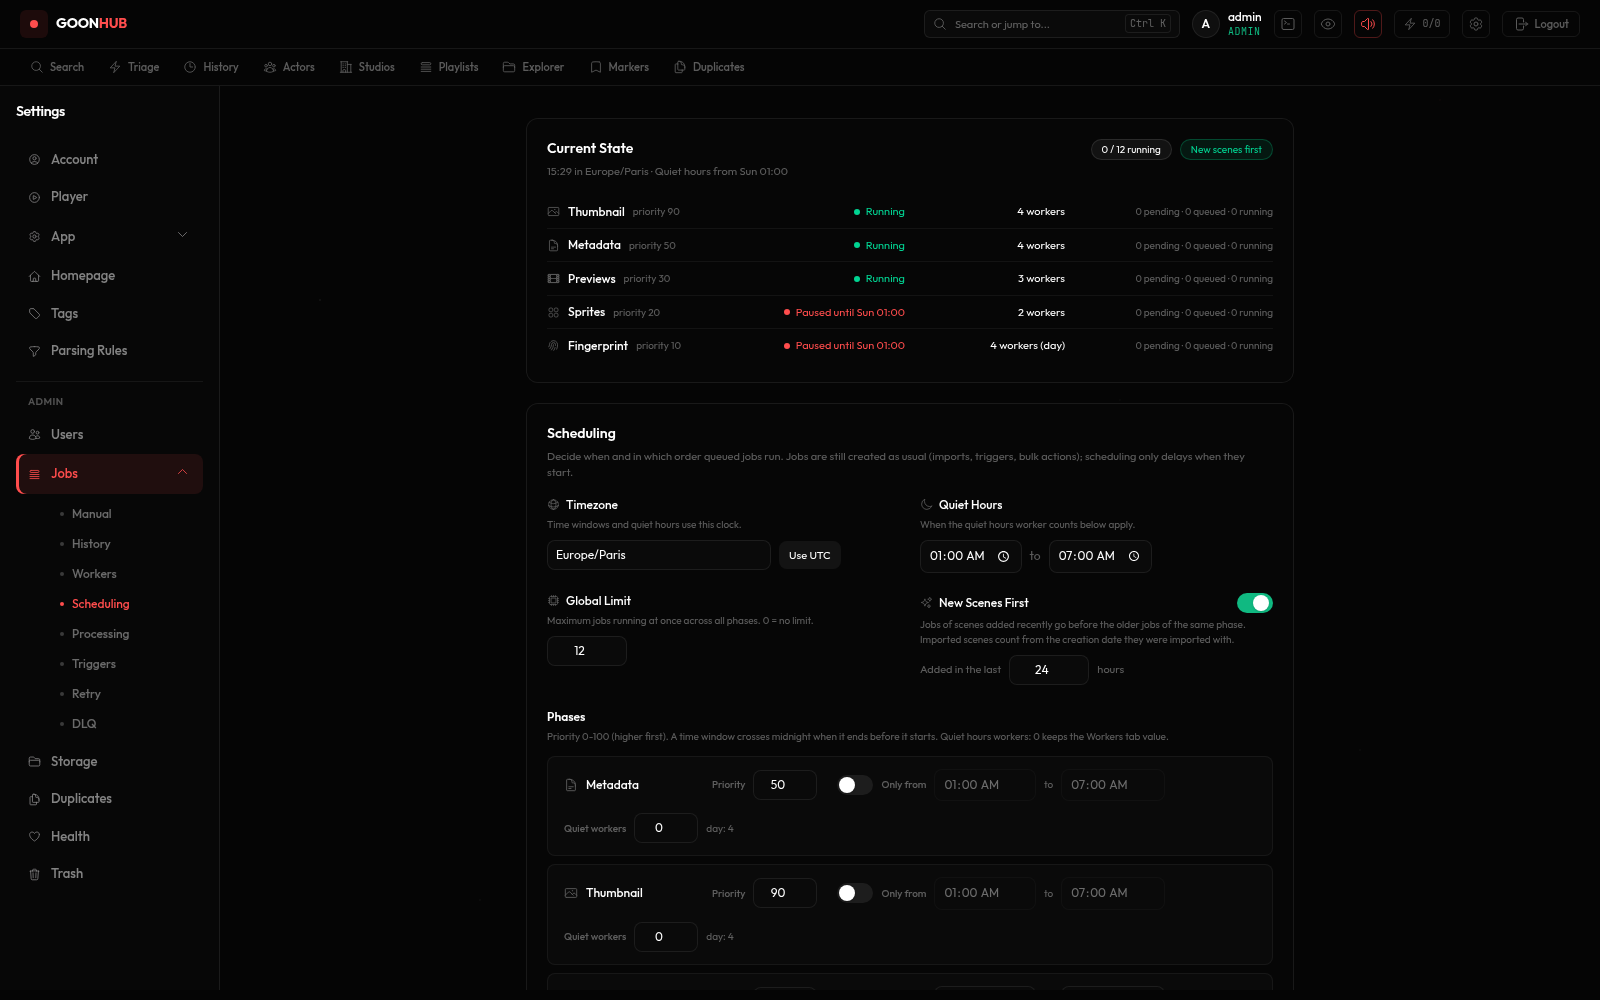 GOONHUB
Search or jump to...
Ctrl K
A
admin
ADMIN
0/0
Logout
Search
Triage
History
Actors
Studios
Playlists
Explorer
Markers
Duplicates
Settings
Account
Player
App
Homepage
Tags
Parsing Rules
ADMIN
Users
Jobs
Manual
History
Workers
Scheduling
Processing
Triggers
Retry
DLQ
Storage
Duplicates
Health
Trash
Current State
0 / 12 running
New scenes first
15:29 in Europe/Paris · Quiet hours from Sun 01:00
Thumbnail priority 90 Running 4 workers 0 pending · 0 queued · 0 running
Metadata priority 50 Running 4 workers 0 pending · 0 queued · 0 running
Previews priority 30 Running 3 workers 0 pending · 0 queued · 0 running
Sprites priority 20 Paused until Sun 01:00 2 workers 0 pending · 0 queued · 0 running
Fingerprint priority 10 Paused until Sun 01:00 4 workers (day) 0 pending · 0 queued · 0 running
Scheduling
Decide when and in which order queued jobs run. Jobs are still created as usual (imports, triggers, bulk actions); scheduling only delays when they
start.
Timezone
Time windows and quiet hours use this clock.
Europe/Paris
Use UTC
Quiet Hours
When the quiet hours worker counts below apply.
01:00 AM to 07:00 AM
Global Limit
Maximum jobs running at once across all phases. 0 = no limit.
12
New Scenes First
Jobs of scenes added recently go before the older jobs of the same phase.
Imported scenes count from the creation date they were imported with.
Added in the last 24 hours
Phases
Priority 0-100 (higher first). A time window crosses midnight when it ends before it starts. Quiet hours workers: 0 keeps the Workers tab value.
Metadata Priority 50 Only from 01:00 AM to 07:00 AM
Quiet workers 0 day: 4
Thumbnail Priority 90 Only from 01:00 AM to 07:00 AM
Quiet workers 0 day: 4